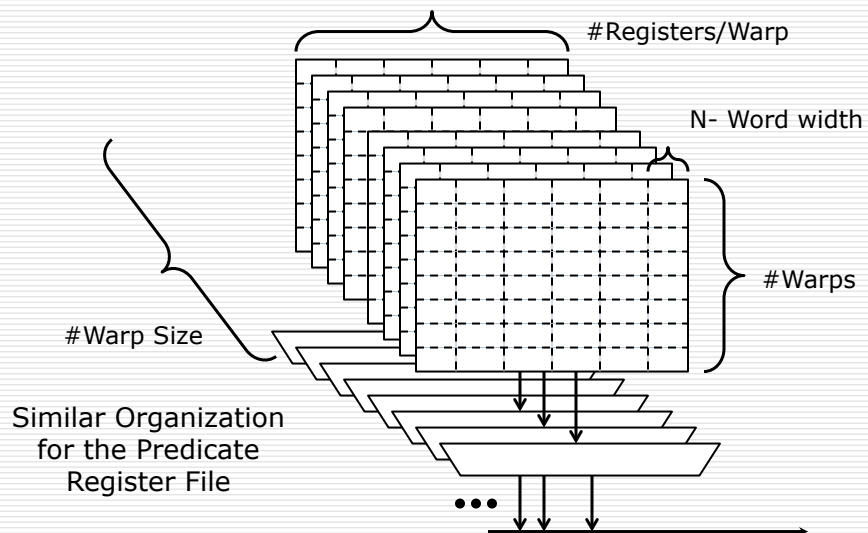 #Registers/Warp
N- Word width
#Warps
#Warp Size
Similar Organization
for the Predicate
Register File